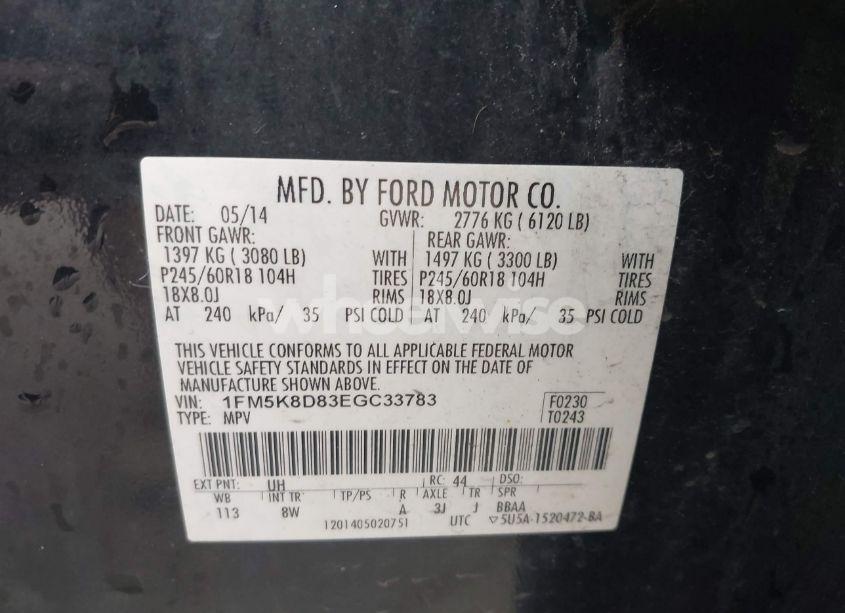 MFD. BY FORD MOTOR CO.
DATE: 05/14 GVWR: 2776 KG ( 6120 LB)
FRONT GAWR: REAR GAWR:
1397 KG ( 3080 LB) WITH 1497 KG ( 3300 LB) WITH
P245/60R18 104H TIRES P245/60R18 104H TIRES
18X8.0J RIMS 18X8.0J RIMS
AT 240 kPa/ 35 PSI COLD AT 240 kPa/ 35 PSI COLD
THIS VEHICLE CONFORMS TO ALL APPLICABLE FEDERAL MOTOR
VEHICLE SAFETY STANDARDS IN EFFECT ON THE DATE OF
MANUFACTURE SHOWN ABOVE.
VIN: 1FM5K8D83EGC33783 F0230
TYPE: MPV T0243
EXT PNT: UH RC: 44 DSO:
WB INT TR TP/PS R AXLE TR SPR
113 8W A 3J J BBAA
1201405020751 UTC ▽5U5A-1520472-BA
whoerwise